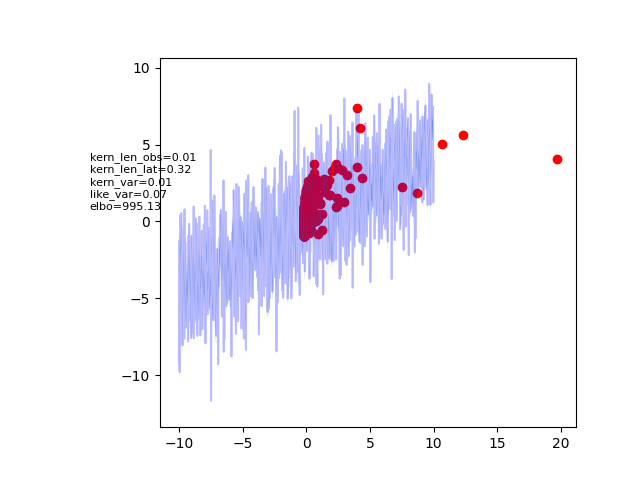 10
5
kern_len_obs=0.01
kern_len_lat=0.32
kern_var=0.01
like_var=0.07
elbo=995.13
0
−5
−10
−10 −5 0 5 10 15 20